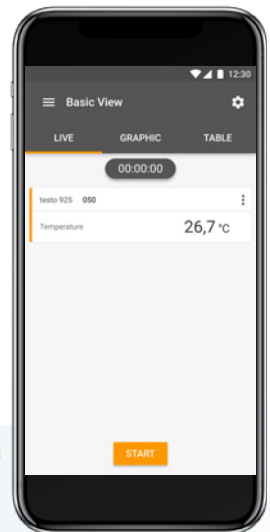 12:30
Basic View
LIVE GRAPHIC TABLE
00:00:00
testo 925 050
Temperature 26,7 °C
START